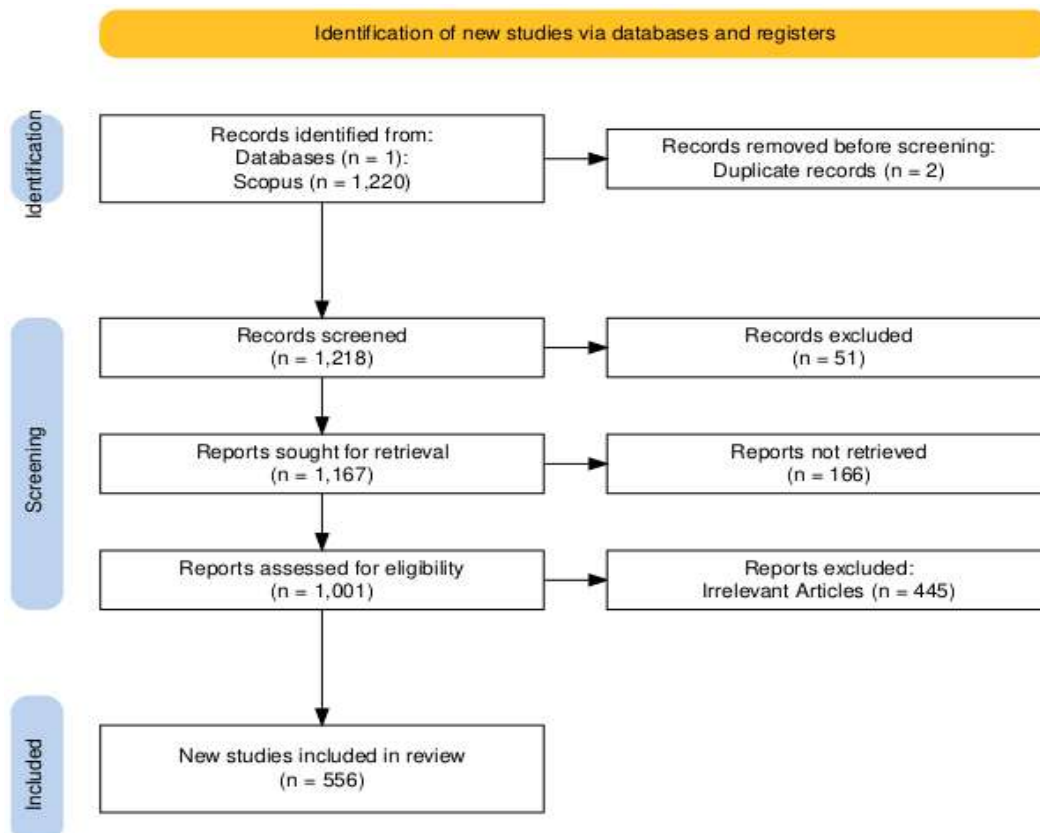 Identification of new studies via databases and registers
Identification
Records identified from:
Databases (n = 1):
Scopus (n = 1,220)
Records removed before screening:
Duplicate records (n = 2)
Screening
Records screened
(n = 1,218)
Records excluded
(n = 51)
Reports sought for retrieval
(n = 1,167)
Reports not retrieved
(n = 166)
Reports assessed for eligibility
(n = 1,001)
Reports excluded:
Irrelevant Articles (n = 445)
Included
New studies included in review
(n = 556)